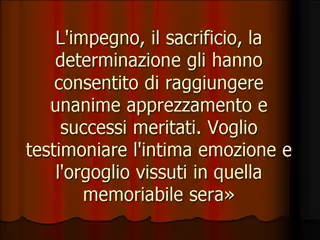 L'impegno, il sacrificio, la
determinazione gli hanno
consentito di raggiungere
unanime apprezzamento e
successi meritati. Voglio
testimoniare l'intima emozione e
l'orgoglio vissuti in quella
memoriabile sera»